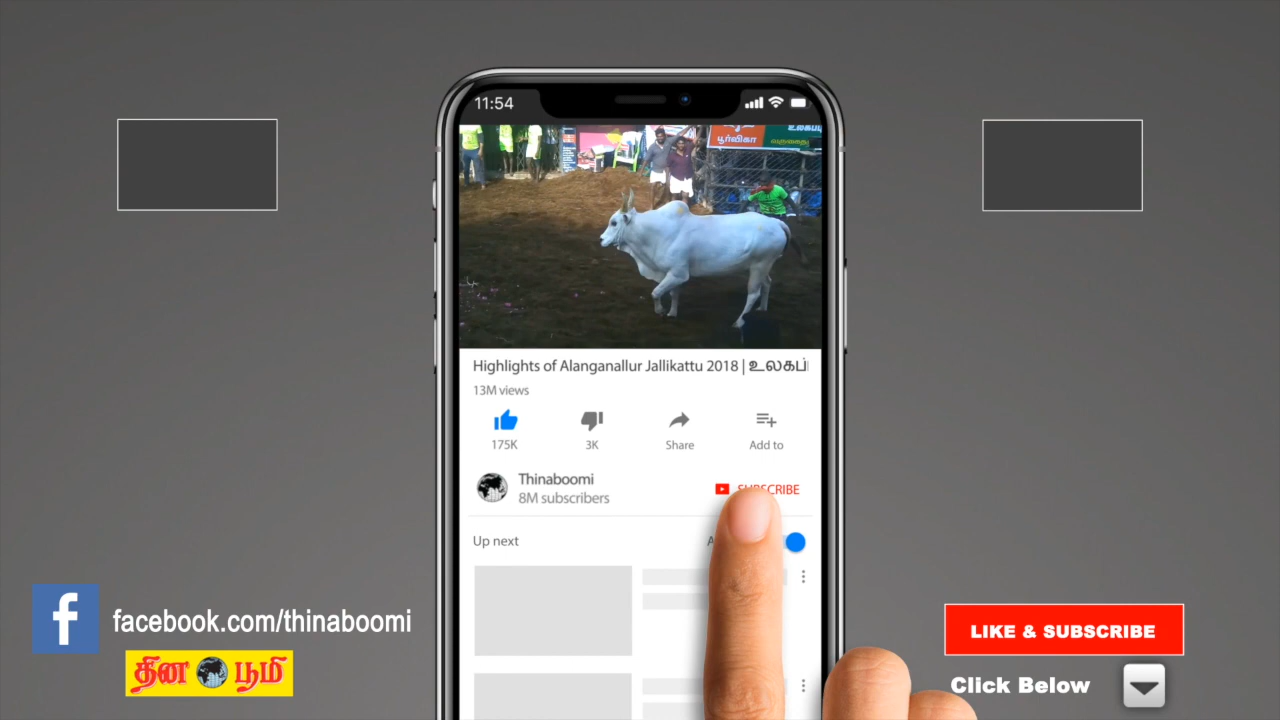 11:54
பூர்விகா
Highlights of Alanganallur Jallikattu 2018 | உலகப்
13M views
175K
3K
Share
Add to
Thinaboomi
8M subscribers
SUBSCRIBE
Up next
facebook.com/thinaboomi
தின பூமி
LIKE & SUBSCRIBE
Click Below